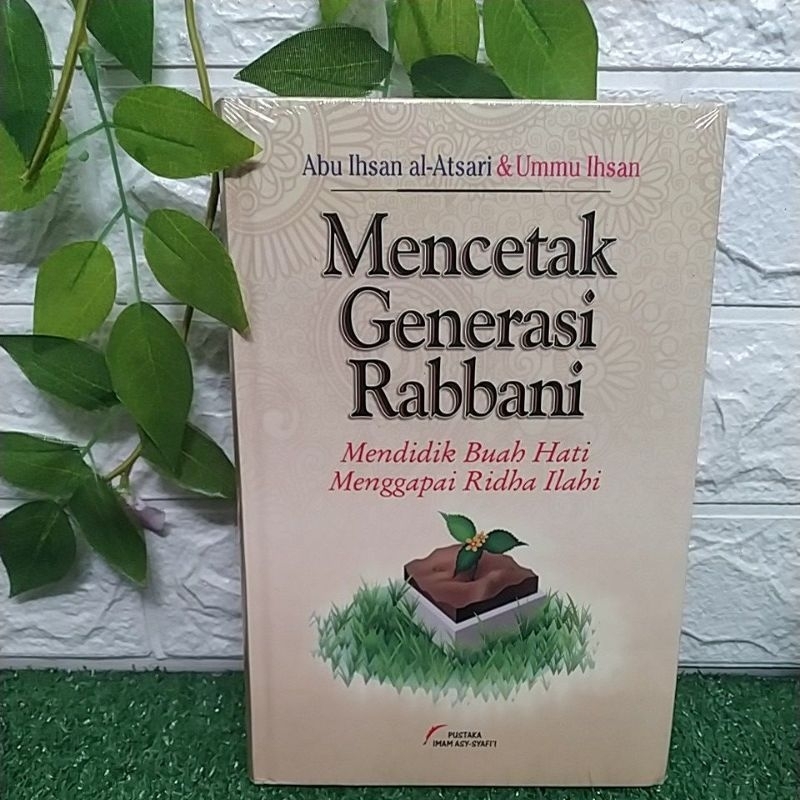 Abu Ihsan al-Atsari & Ummu Ihsan
Mencetak
Generasi
Rabbani
Mendidik Buah Hati
Menggapai Ridha Ilahi
PUSTAKA
IMAM ASY-SYAFI'I